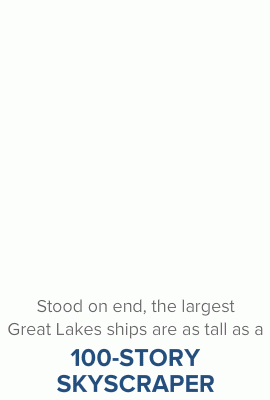 Stood on end, the largest
Great Lakes ships are as tall as a
100-STORY
SKYSCRAPER